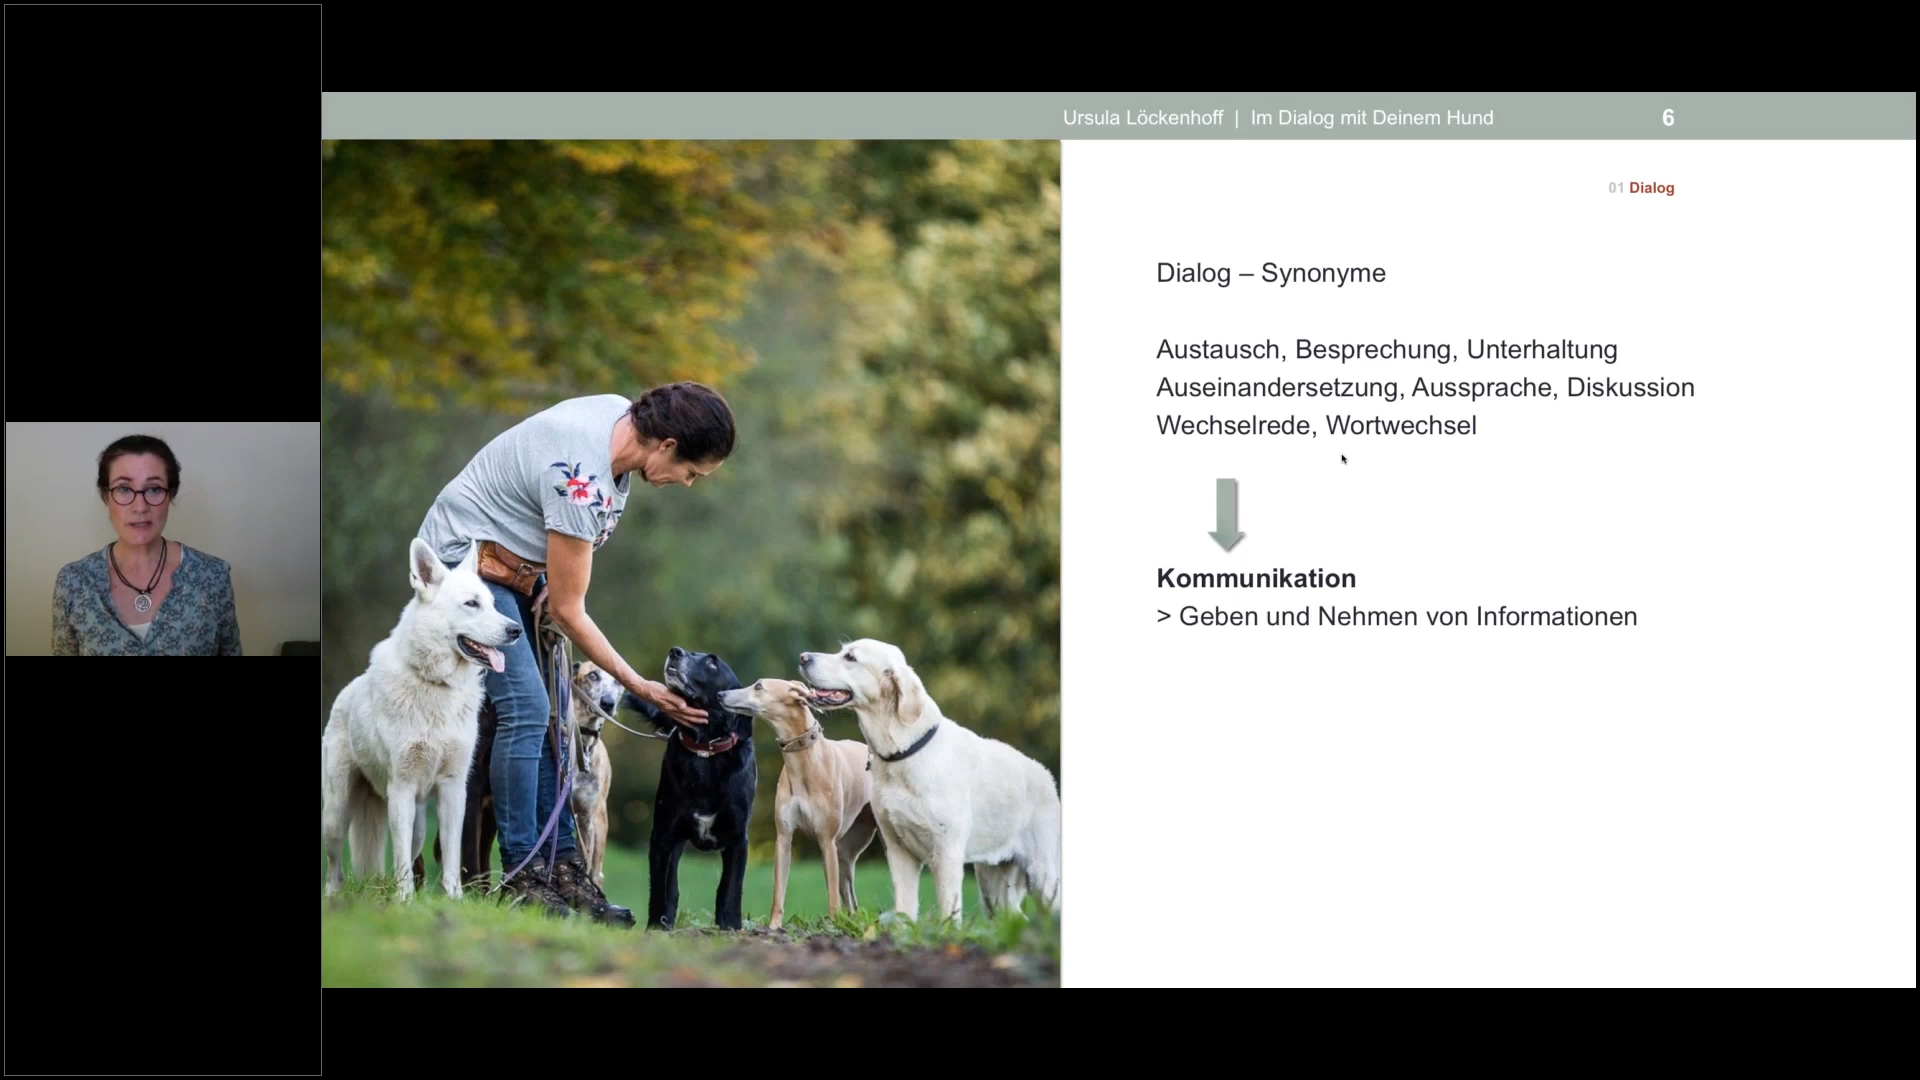 Ursula Löckenhoff | Im Dialog mit Deinem Hund 6
01 Dialog
Dialog – Synonyme
Austausch, Besprechung, Unterhaltung
Auseinandersetzung, Aussprache, Diskussion
Wechselrede, Wortwechsel
Kommunikation
> Geben und Nehmen von Informationen